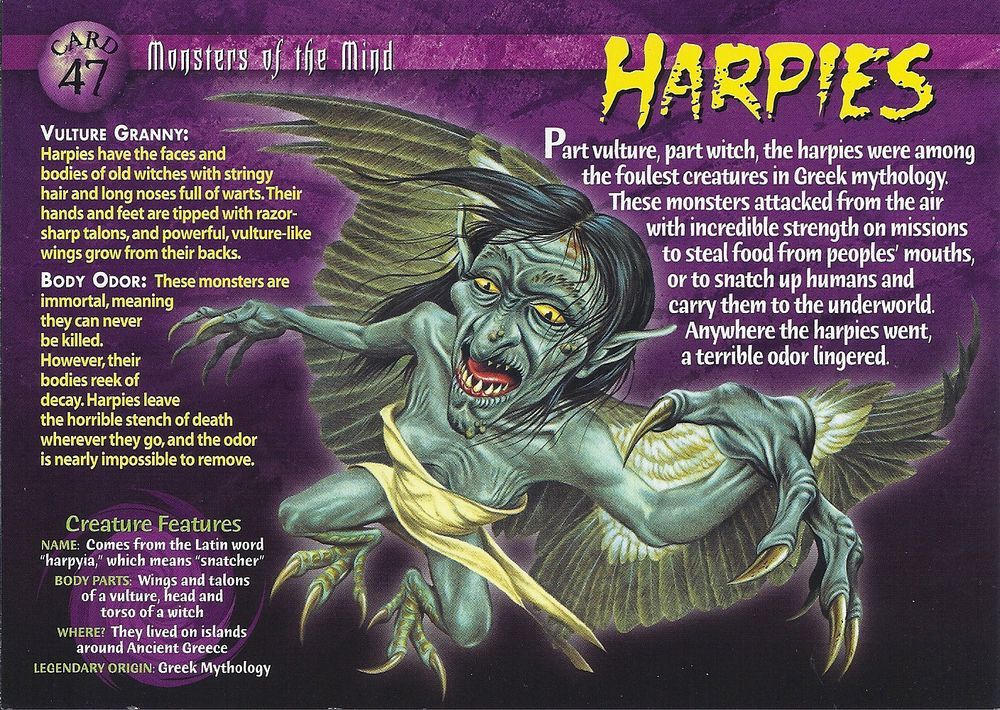 CARD
47
Monsters of the Mind
HARPIES
VULTURE GRANNY:
Harpies have the faces and
bodies of old witches with stringy
hair and long noses full of warts. Their
hands and feet are tipped with razor-
sharp talons, and powerful, vulture-like
wings grow from their backs.
BODY ODOR: These monsters are
immortal, meaning
they can never
be killed.
However, their
bodies reek of
decay. Harpies leave
the horrible stench of death
wherever they go, and the odor
is nearly impossible to remove.
Part vulture, part witch, the harpies were among
the foulest creatures in Greek mythology.
These monsters attacked from the air
with incredible strength on missions
to steal food from peoples' mouths,
or to snatch up humans and
carry them to the underworld.
Anywhere the harpies went,
a terrible odor lingered.
Creature Features
NAME: Comes from the Latin word
"harpyia," which means "snatcher"
BODY PARTS: Wings and talons
of a vulture, head and
torso of a witch
WHERE? They lived on islands
around Ancient Greece
LEGENDARY ORIGIN: Greek Mythology